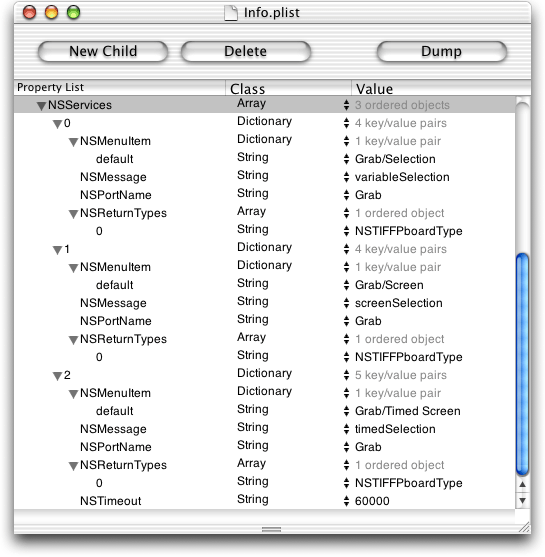 Info.plist
New Child Delete Dump
Property List Class Value
NSServices Array 3 ordered objects
0 Dictionary 4 key/value pairs
NSMenuItem Dictionary 1 key/value pair
default String Grab/Selection
NSMessage String variableSelection
NSPortName String Grab
NSReturnTypes Array 1 ordered object
0 String NSTIFFPboardType
1 Dictionary 4 key/value pairs
NSMenuItem Dictionary 1 key/value pair
default String Grab/Screen
NSMessage String screenSelection
NSPortName String Grab
NSReturnTypes Array 1 ordered object
0 String NSTIFFPboardType
2 Dictionary 5 key/value pairs
NSMenuItem Dictionary 1 key/value pair
default String Grab/Timed Screen
NSMessage String timedSelection
NSPortName String Grab
NSReturnTypes Array 1 ordered object
0 String NSTIFFPboardType
NSTimeout String 60000